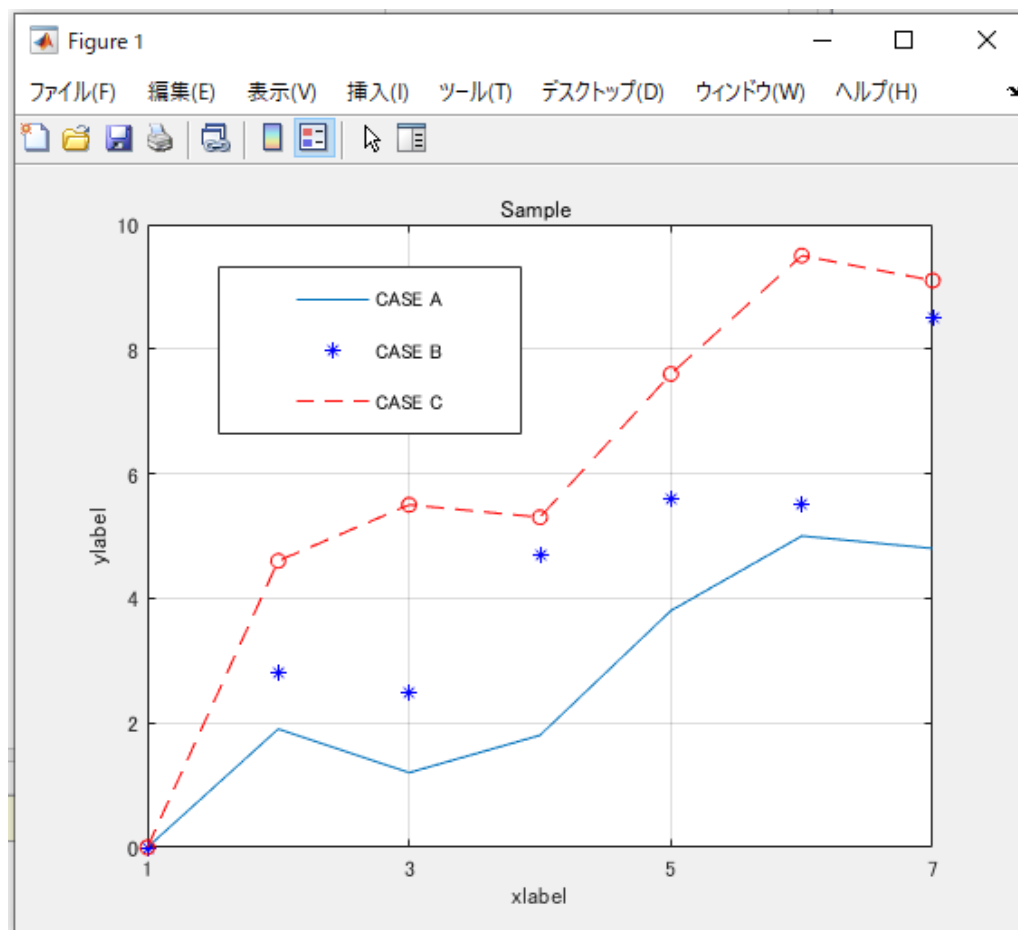 Figure 1
ファイル(F) 編集(E) 表示(V) 挿入(I) ツール(T) デスクトップ(D) ウィンドウ(W) ヘルプ(H)
Sample
10
8
6
4
2
0
ylabel
CASE A
CASE B
CASE C
1 3 5 7
xlabel